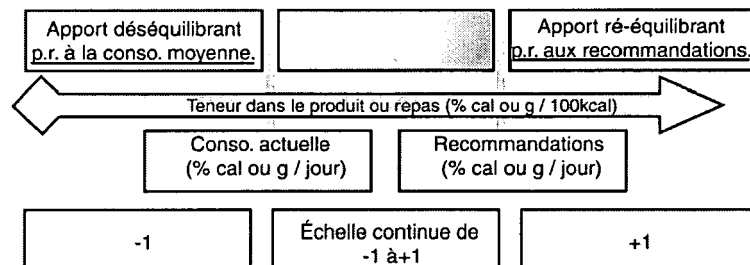 Apport déséquilibrant
p.r. à la conso. moyenne.
Apport ré-équilibrant
p.r. aux recommandations.
Teneur dans le produit ou repas (% cal ou g / 100kcal)
Conso. actuelle
(% cal ou g / jour)
Recommandations
(% cal ou g / jour)
-1
Échelle continue de
-1 à+1
+1